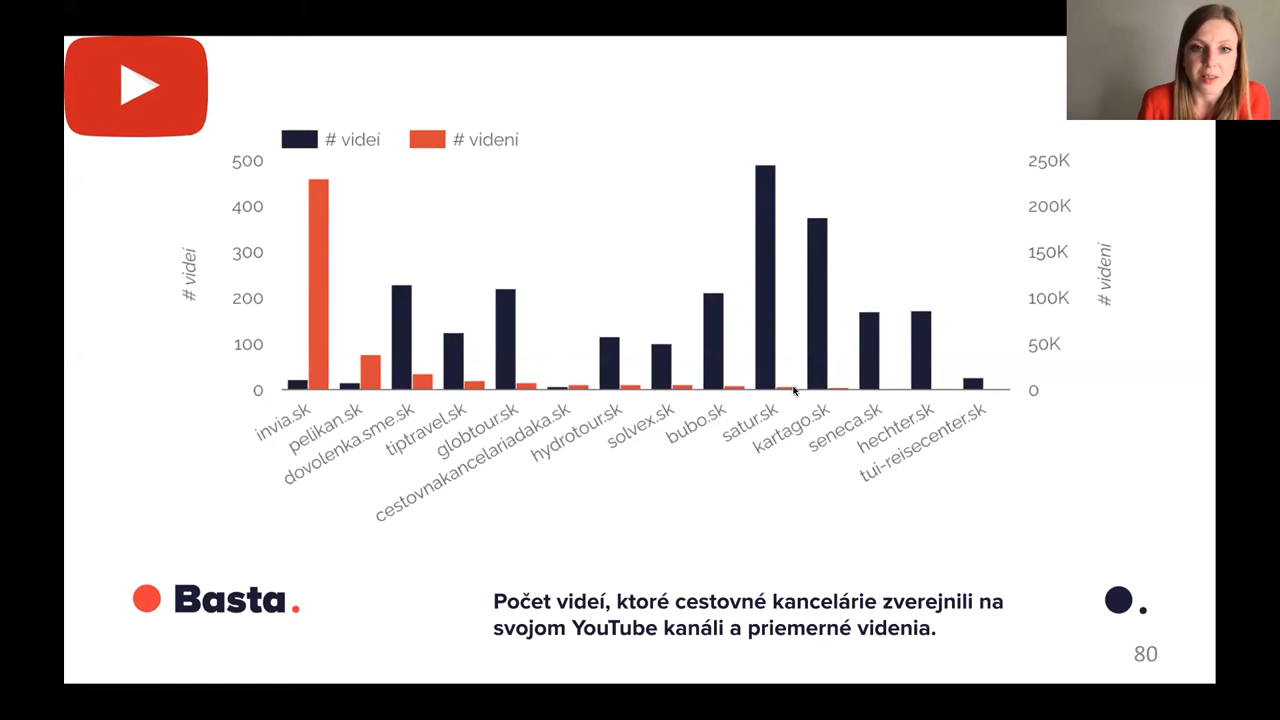 # videí
# videní
500
400
300
200
100
0
# videí
250K
200K
150K
100K
50K
0
# videní
invia.sk
pelikan.sk
dovolenka.sme.sk
tiptravel.sk
globtour.sk
cestovnakancelariadaka.sk
hydrotour.sk
solvex.sk
bubo.sk
satur.sk
kartago.sk
seneca.sk
hechter.sk
tui-reisecenter.sk
Basta.
Počet videí, ktoré cestovné kancelárie zverejnili na
svojom YouTube kanáli a priemerné videnia.
80